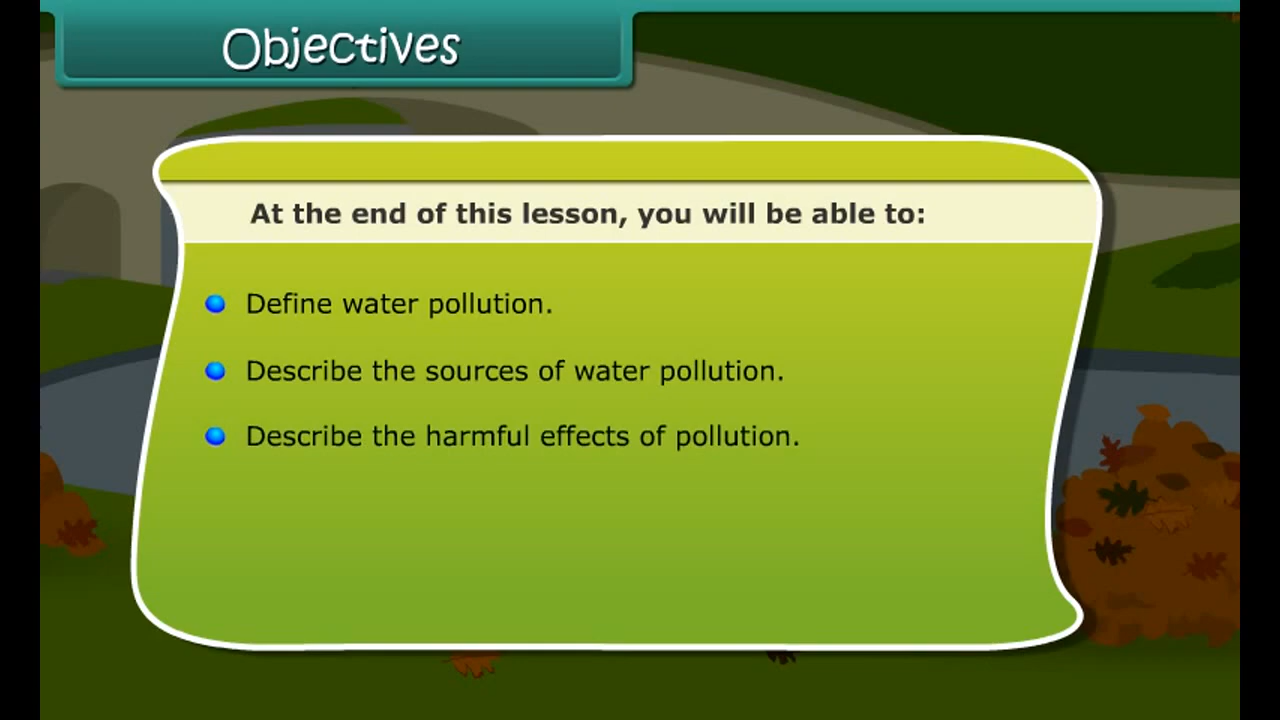 Objectives
At the end of this lesson, you will be able to:
Define water pollution.
Describe the sources of water pollution.
Describe the harmful effects of pollution.